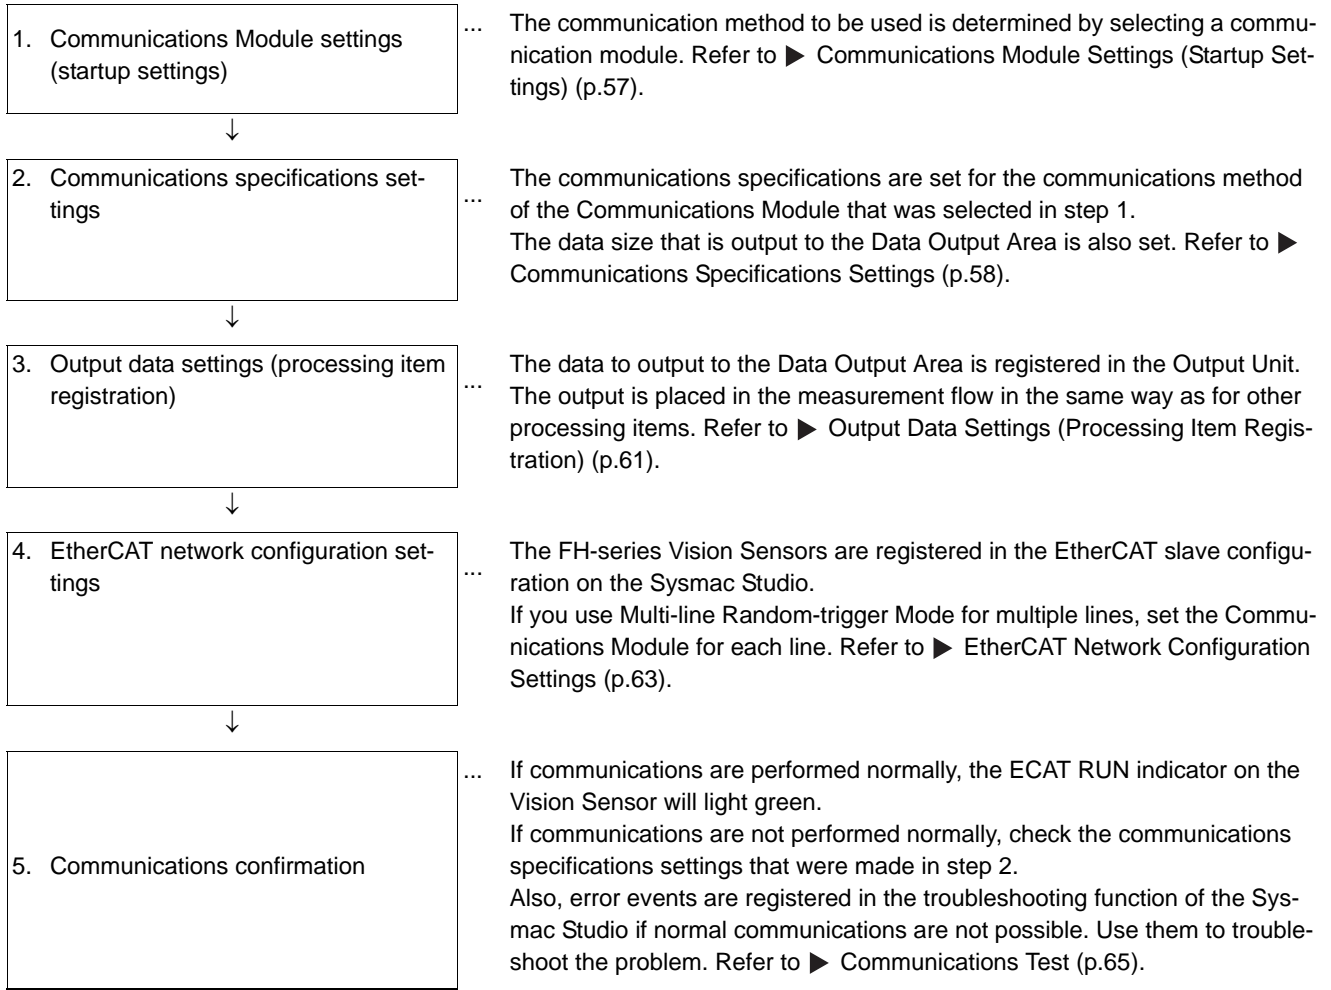 1. Communications Module settings
(startup settings)
...
The communication method to be used is determined by selecting a commu-
nication module. Refer to ▶ Communications Module Settings (Startup Set-
tings) (p.57).
↓
2. Communications specifications set-
tings
...
The communications specifications are set for the communications method
of the Communications Module that was selected in step 1.
The data size that is output to the Data Output Area is also set. Refer to ▶
Communications Specifications Settings (p.58).
↓
3. Output data settings (processing item
registration)
...
The data to output to the Data Output Area is registered in the Output Unit.
The output is placed in the measurement flow in the same way as for other
processing items. Refer to ▶ Output Data Settings (Processing Item Regis-
tration) (p.61).
↓
4. EtherCAT network configuration set-
tings
...
The FH-series Vision Sensors are registered in the EtherCAT slave configu-
ration on the Sysmac Studio.
If you use Multi-line Random-trigger Mode for multiple lines, set the Commu-
nications Module for each line. Refer to ▶ EtherCAT Network Configuration
Settings (p.63).
↓
5. Communications confirmation
...
If communications are performed normally, the ECAT RUN indicator on the
Vision Sensor will light green.
If communications are not performed normally, check the communications
specifications settings that were made in step 2.
Also, error events are registered in the troubleshooting function of the Sys-
mac Studio if normal communications are not possible. Use them to trouble-
shoot the problem. Refer to ▶ Communications Test (p.65).